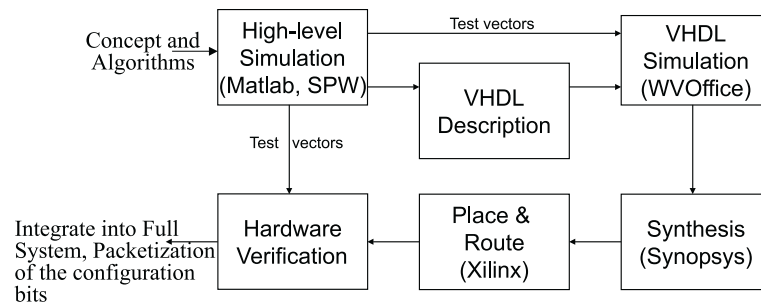 Concept and
Algorithms
High-level
Simulation
(Matlab, SPW)
Test vectors
VHDL
Simulation
(WVOffice)
VHDL
Description
Test vectors
Integrate into Full
System, Packetization
of the configuration
bits
Hardware
Verification
Place &
Route
(Xilinx)
Synthesis
(Synopsys)